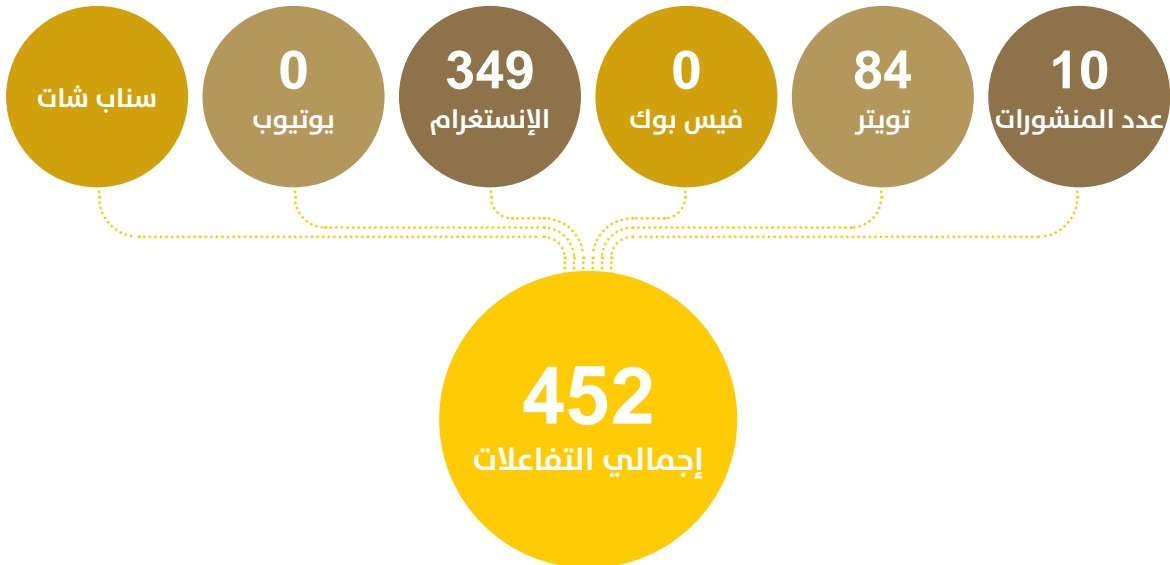 10
عدد المنشورات
84
تويتر
0
فيس بوك
349
الإنستغرام
0
يوتيوب
سناب شات
452
إجمالي التفاعلات